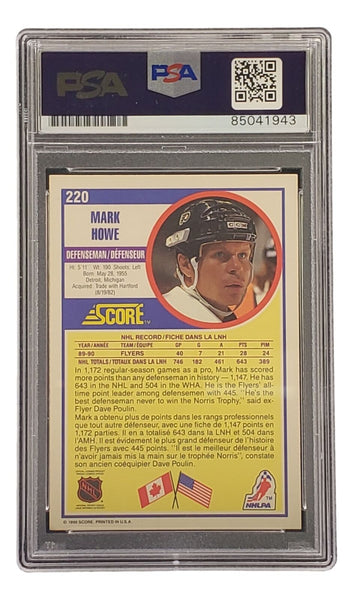 PSA
PSA
85041943
220
MARK
HOWE
DEFENSEMAN/DÉFENSEUR
Ht: 5'11" Wt: 190 Shoots: Left
Born: May 28, 1955
Detroit, Michigan
Acquired: Trade with Hartford
(8/19/82)
SCORE™
NHL RECORD/FICHE DANS LA LNH
YEAR/ANNÉE TEAM/ÉQUIPE GP G A PTS PIM
89-90 FLYERS 40 7 21 28 24
NHL TOTALS/TOTAUX DANS LA LNH 746 182 461 643 389
In 1,172 regular-season games as a pro, Mark has
scored more points than any defenseman in history — 1,147. He has
643 in the NHL and 504 in the WHA. He is the Flyers' all-
time point leader among defensemen with 445. "He's the
best defenseman never to win the Norris Trophy," said ex-
Flyer Dave Poulin.
Mark a obtenu plus de points dans les rangs professionnels
que tout autre défenseur, avec une fiche de 1,147 points en
1,172 parties. Il en a totalisé 643 dans la LNH et 504 dans
l'AMH. Il est évidement le plus grand défenseur de l'histoire
des Flyers avec 445 points. "Il est le meilleur défenseur à
n'avoir jamais mis la main sur le trophée Norris", constate
son ancien coéquipier Dave Poulin.
NHL
NHLPA
© 1990 SCORE, PRINTED IN U.S.A.